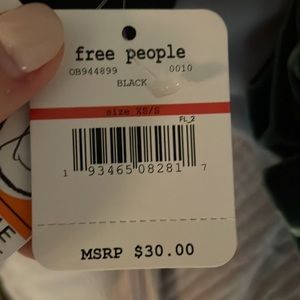 free people
OB944899 0010
BLACK
size XS/S
FL_2
1 93465 08281 7
MSRP $30.00